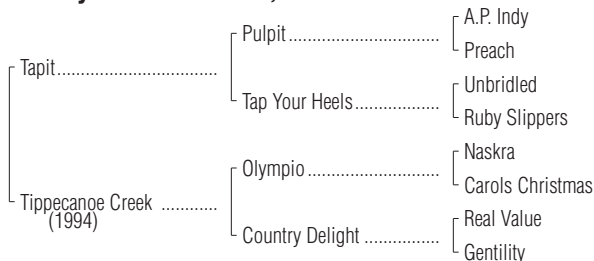 A.P. Indy
Pulpit
Preach
Tapit
Unbridled
Tap Your Heels
Ruby Slippers
Naskra
Olympio
Carols Christmas
Tippecanoe Creek
(1994)
Real Value
Country Delight
Gentility